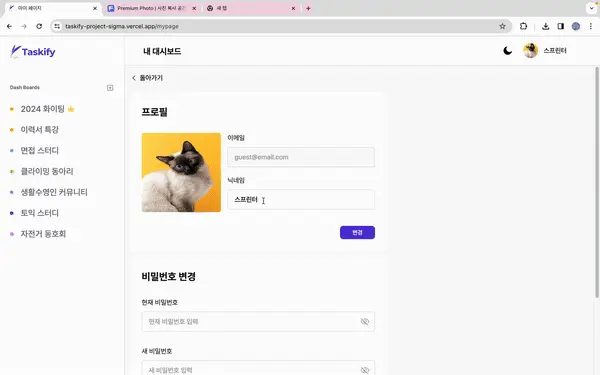 마이 페이지
Premium Photo | 사진 복사 공간
새 탭
taskify-project-sigma.vercel.app/mypage
Taskify
내 대시보드
스프린터
돌아가기
Dash Boards
2024 화이팅
이력서 특강
면접 스터디
클라이밍 동아리
생활수영인 커뮤니티
토익 스터디
자전거 동호회
프로필
이메일
guest@email.com
닉네임
스프린터
변경
비밀번호 변경
현재 비밀번호
현재 비밀번호 입력
새 비밀번호
새 비밀번호 입력